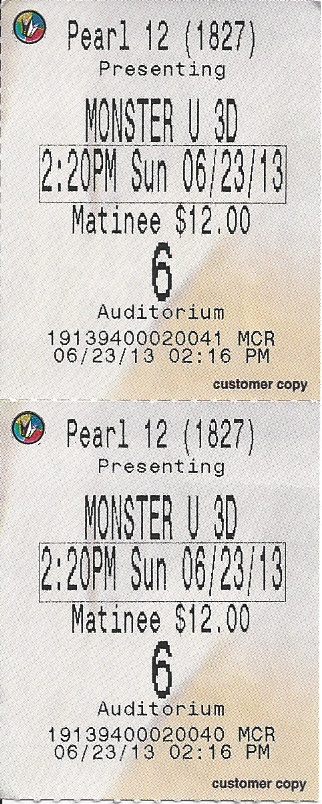 Pearl 12 (1827)
Presenting
MONSTER U 3D
2:20PM Sun 06/23/13
Matinee $12.00
6
Auditorium
19139400020041 MCR
06/23/13 02:16 PM
customer copy
Pearl 12 (1827)
Presenting
MONSTER U 3D
2:20PM Sun 06/23/13
Matinee $12.00
6
Auditorium
19139400020040 MCR
06/23/13 02:16 PM
customer copy